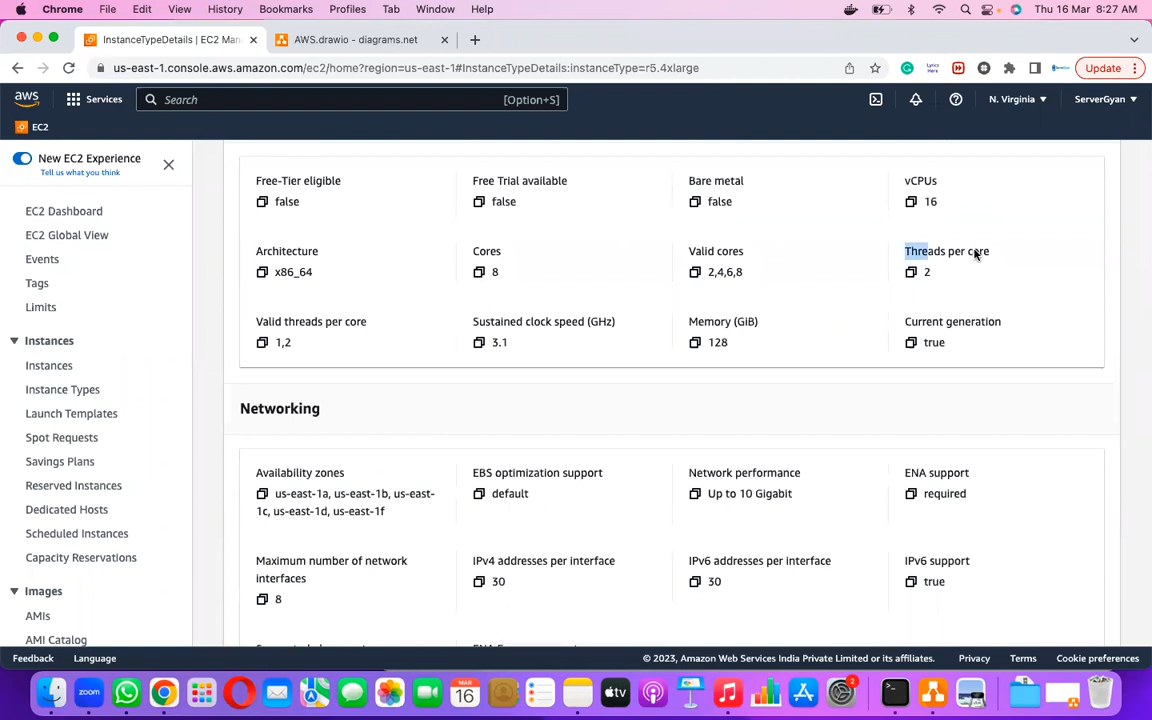 Chrome File Edit View History Bookmarks Profiles Tab Window Help Thu 16 Mar 8:27 AM
InstanceTypeDetails | EC2 Man AWS.drawio - diagrams.net
us-east-1.console.aws.amazon.com/ec2/home?region=us-east-1#InstanceTypeDetails:instanceType=r5.4xlarge Update
aws Services Search [Option+S] N. Virginia ServerGyan
EC2
New EC2 Experience
Tell us what you think
EC2 Dashboard
EC2 Global View
Events
Tags
Limits
Instances
Instances
Instance Types
Launch Templates
Spot Requests
Savings Plans
Reserved Instances
Dedicated Hosts
Scheduled Instances
Capacity Reservations
Images
AMIs
AMI Catalog
Free-Tier eligible Free Trial available Bare metal vCPUs
false false false 16
Architecture Cores Valid cores Threads per core
x86_64 8 2,4,6,8 2
Valid threads per core Sustained clock speed (GHz) Memory (GiB) Current generation
1,2 3.1 128 true
Networking
Availability zones EBS optimization support Network performance ENA support
us-east-1a, us-east-1b, us-east- default Up to 10 Gigabit required
1c, us-east-1d, us-east-1f
Maximum number of network IPv4 addresses per interface IPv6 addresses per interface IPv6 support
interfaces 30 30 true
8
Feedback Language © 2023, Amazon Web Services India Private Limited or its affiliates. Privacy Terms Cookie preferences
zoom MAR 16 tv 2